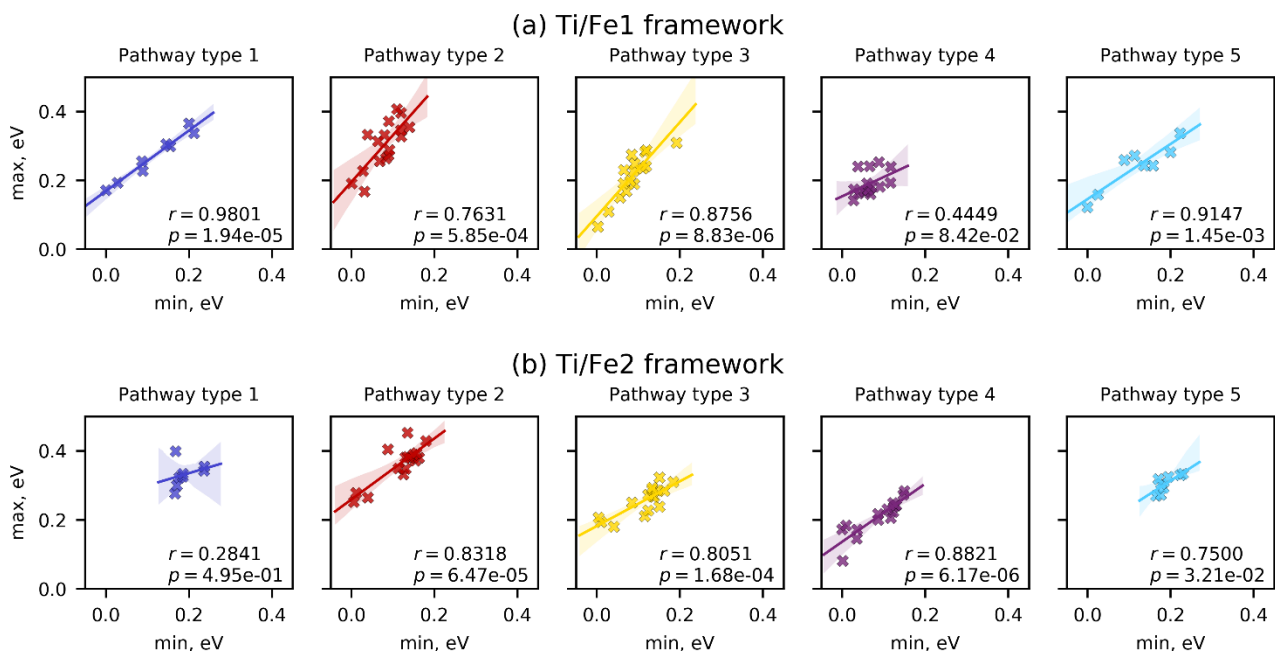 (a) Ti/Fe1 framework
Pathway type 1 Pathway type 2 Pathway type 3 Pathway type 4 Pathway type 5
max, eV
0.4
0.2
0.0
r = 0.9801
p = 1.94e-05
r = 0.7631
p = 5.85e-04
r = 0.8756
p = 8.83e-06
r = 0.4449
p = 8.42e-02
r = 0.9147
p = 1.45e-03
0.0 0.2 0.4 0.0 0.2 0.4 0.0 0.2 0.4 0.0 0.2 0.4 0.0 0.2 0.4
min, eV min, eV min, eV min, eV min, eV
(b) Ti/Fe2 framework
Pathway type 1 Pathway type 2 Pathway type 3 Pathway type 4 Pathway type 5
max, eV
0.4
0.2
0.0
r = 0.2841
p = 4.95e-01
r = 0.8318
p = 6.47e-05
r = 0.8051
p = 1.68e-04
r = 0.8821
p = 6.17e-06
r = 0.7500
p = 3.21e-02
0.0 0.2 0.4 0.0 0.2 0.4 0.0 0.2 0.4 0.0 0.2 0.4 0.0 0.2 0.4
min, eV min, eV min, eV min, eV min, eV